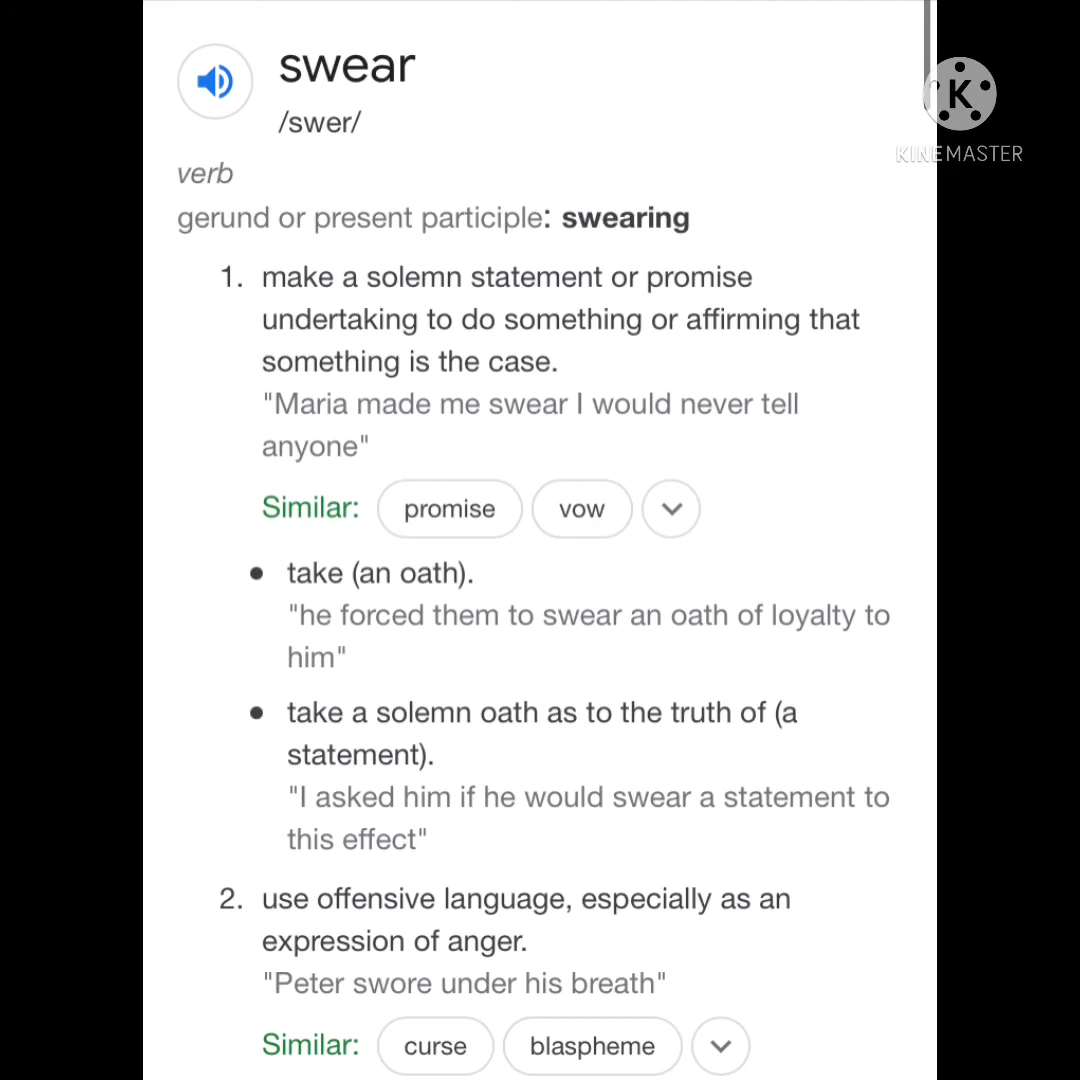 swear
/swer/
K
KINEMASTER
verb
gerund or present participle: swearing
1. make a solemn statement or promise
undertaking to do something or affirming that
something is the case.
"Maria made me swear I would never tell
anyone"
Similar: promise vow
• take (an oath).
"he forced them to swear an oath of loyalty to
him"
• take a solemn oath as to the truth of (a
statement).
"I asked him if he would swear a statement to
this effect"
2. use offensive language, especially as an
expression of anger.
"Peter swore under his breath"
Similar: curse blaspheme